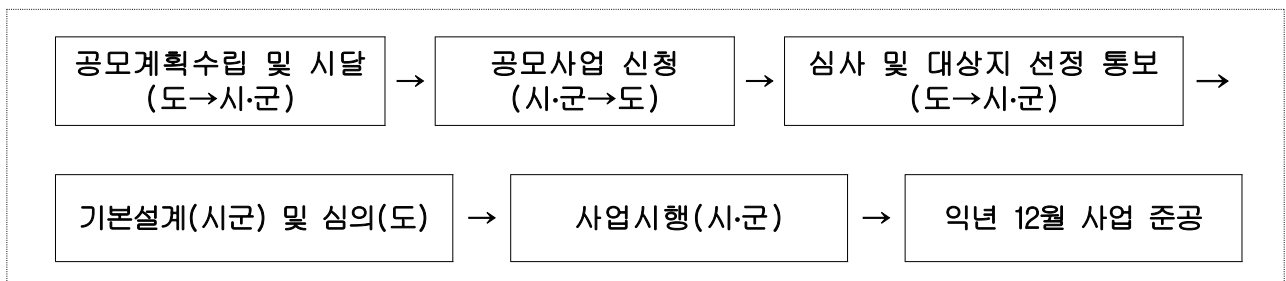 공모계획수립 및 시달 → 공모사업 신청 → 심사 및 대상지 선정 통보 →
(도→시·군) (시·군→도) (도→시·군)
기본설계(시군) 및 심의(도) → 사업시행(시·군) → 익년 12월 사업 준공